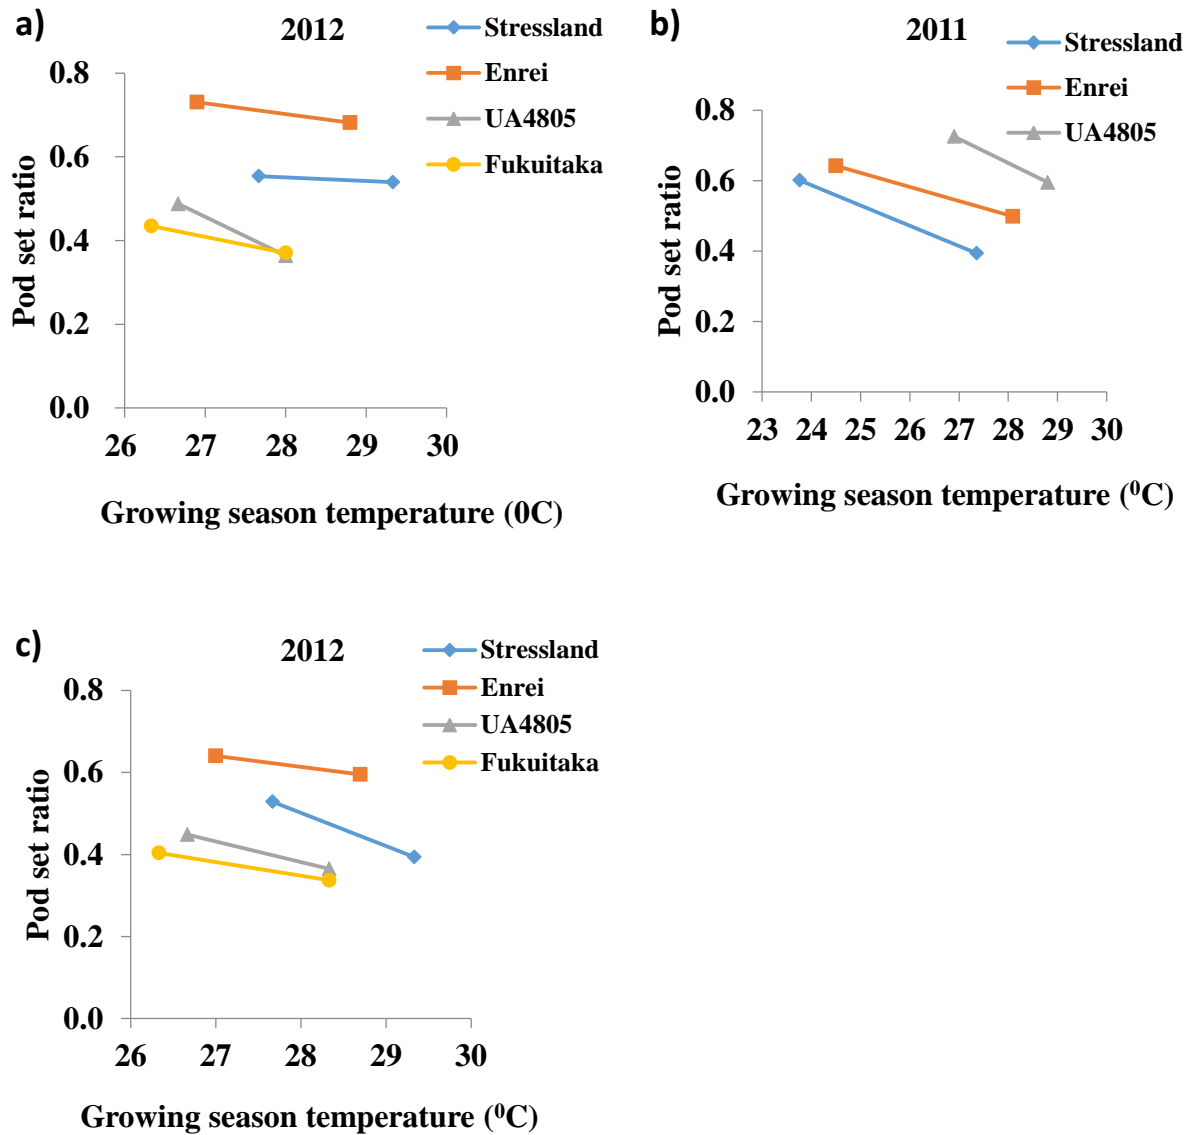 a)
2012
Stressland
Enrei
UA4805
Fukuitaka
Pod set ratio
0.8
0.6
0.4
0.2
0.0
26 27 28 29 30
Growing season temperature (0C)
b)
2011
Stressland
Enrei
UA4805
Pod set ratio
0.8
0.6
0.4
0.2
0.0
23 24 25 26 27 28 29 30
Growing season temperature (⁰C)
c)
2012
Stressland
Enrei
UA4805
Fukuitaka
Pod set ratio
0.8
0.6
0.4
0.2
0.0
26 27 28 29 30
Growing season temperature (⁰C)